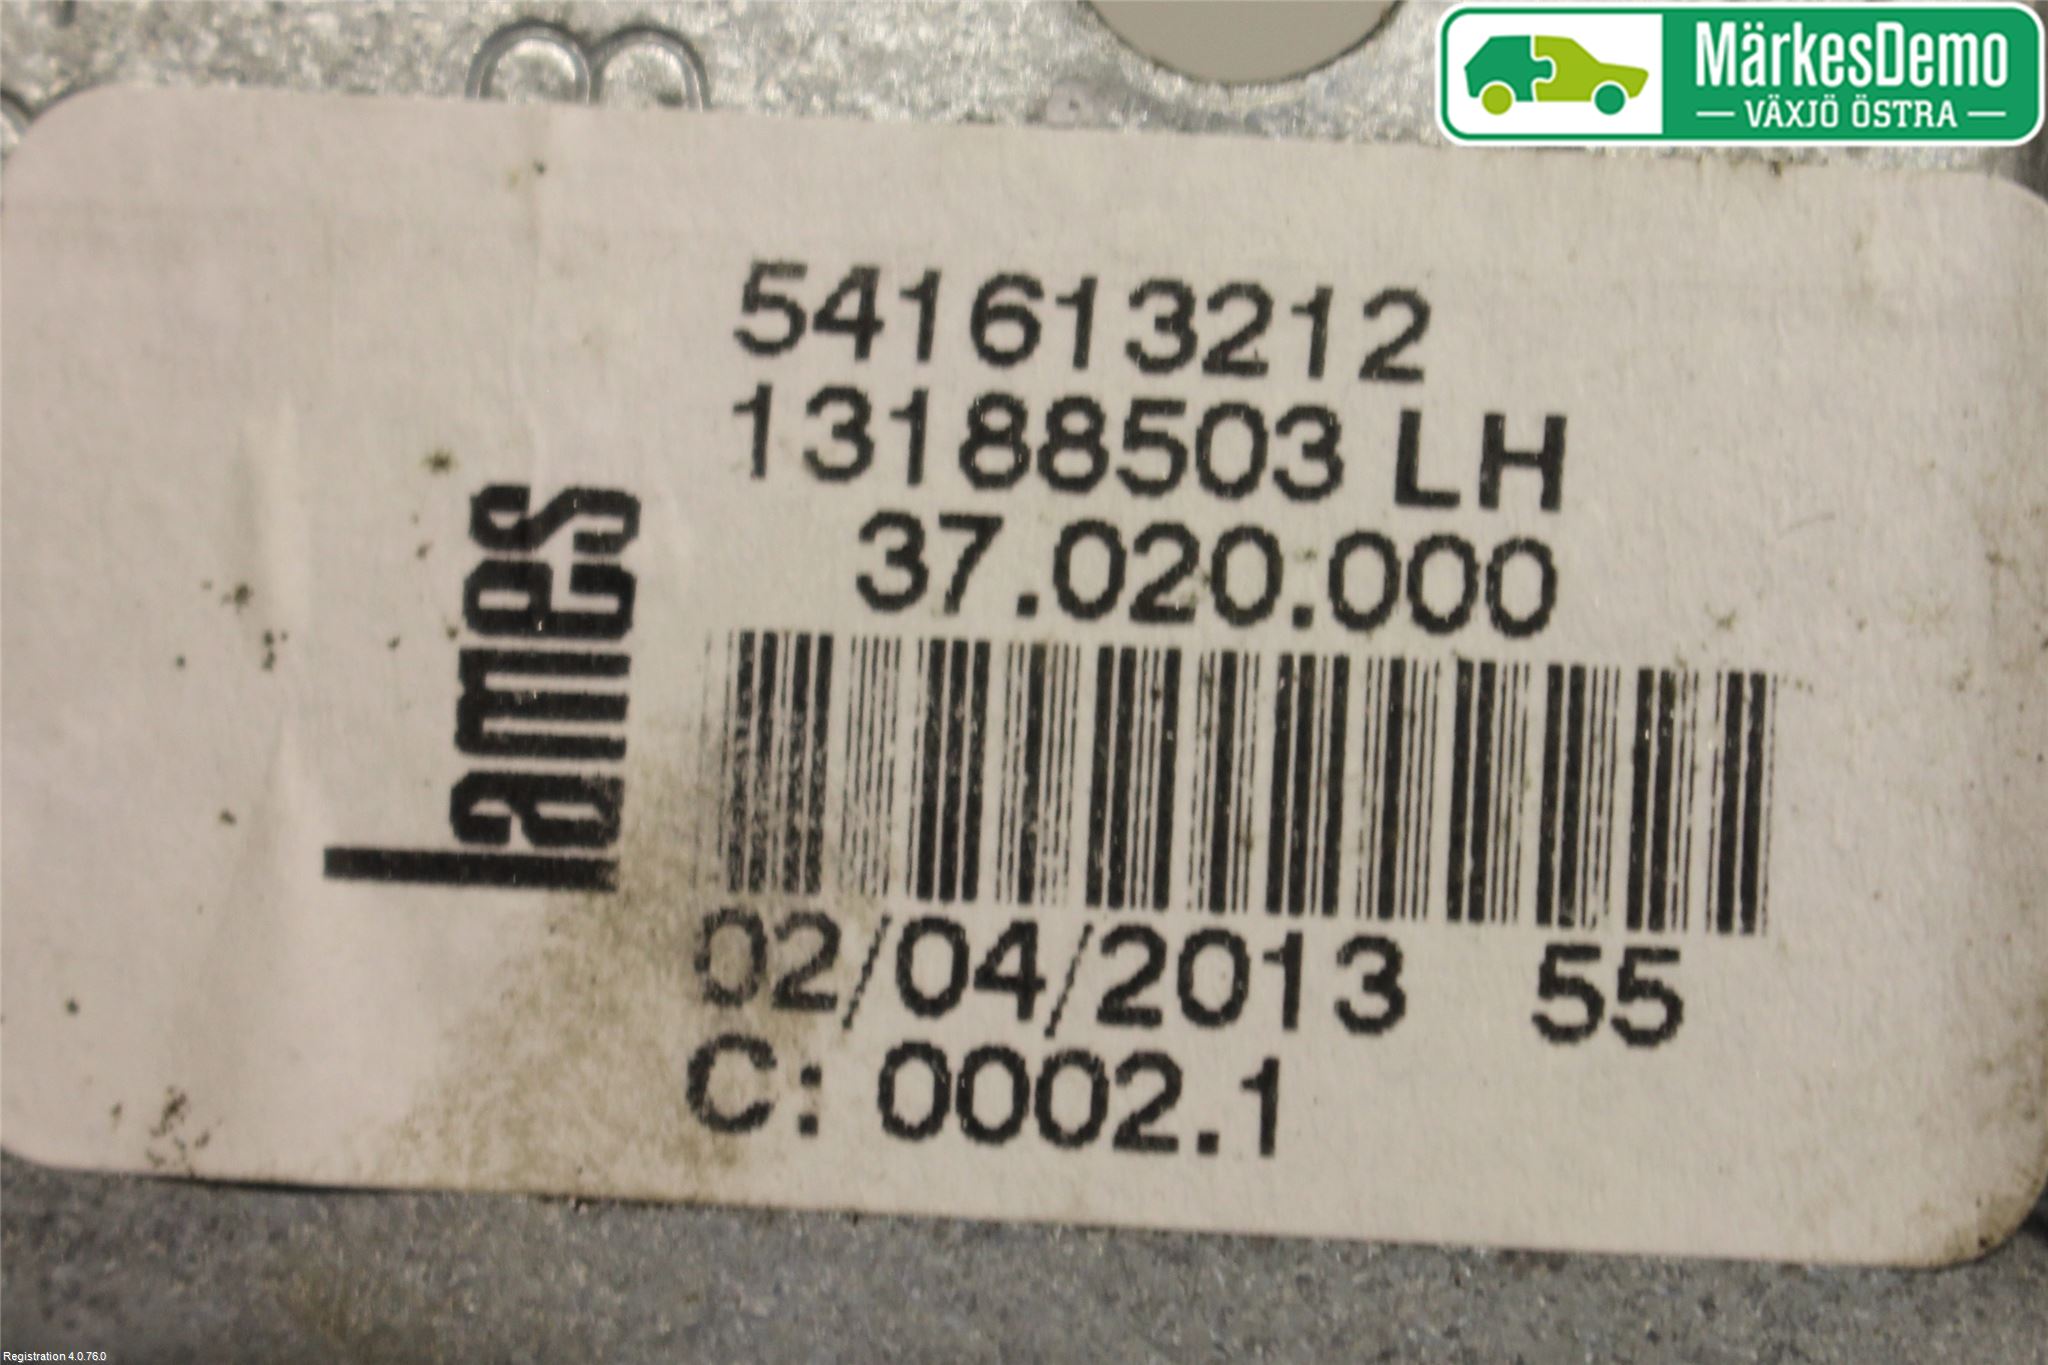 MärkesDemo
VÄXJÖ ÖSTRA
541613212
13188503 LH
37.020.000
lames
02/04/2013 55
C: 0002.1
Registration 4.0.76.0